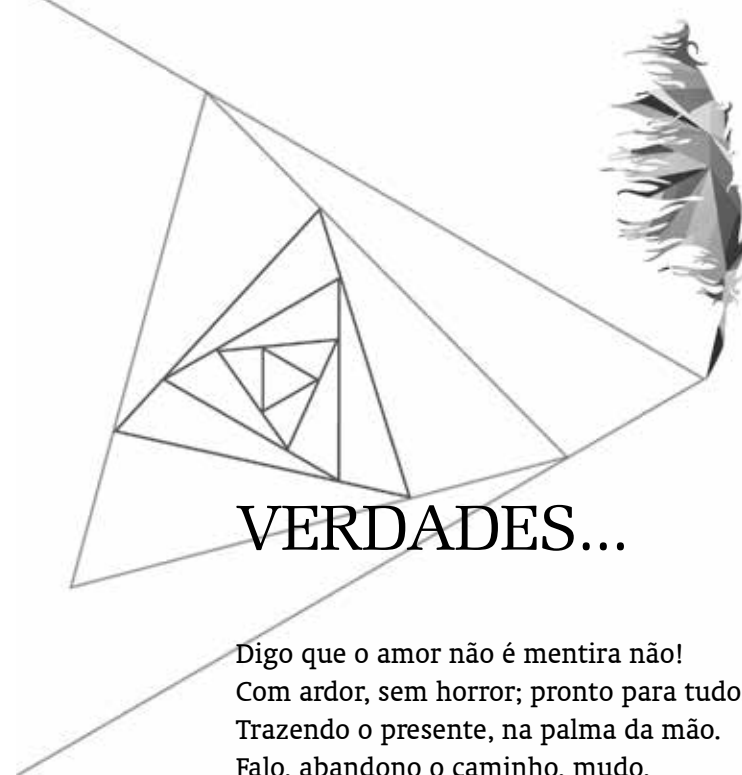 VERDADES...
Digo que o amor não é mentira não!
Com ardor, sem horror; pronto para tudo
Trazendo o presente, na palma da mão.
Falo, abandono o caminho, mudo.